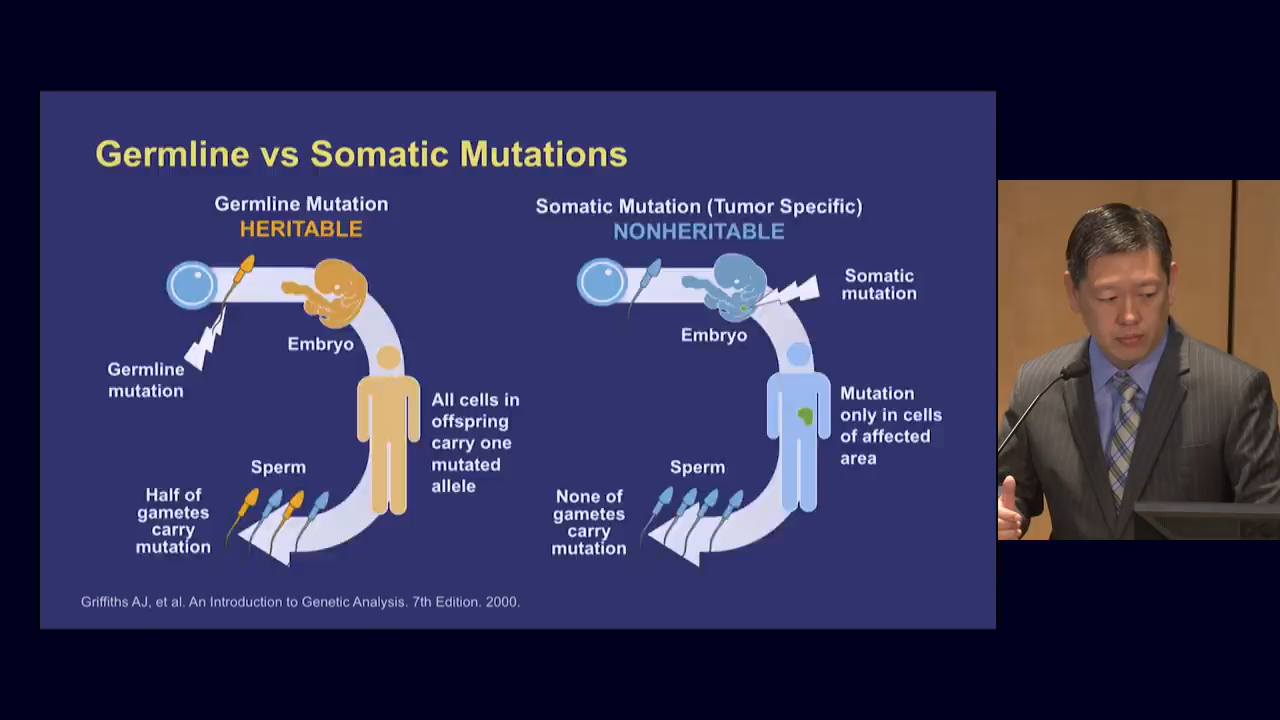 Germline vs Somatic Mutations
Germline Mutation
HERITABLE
Embryo
Germline
mutation
All cells in
offspring
carry one
mutated
allele
Sperm
Half of
gametes
carry
mutation
Somatic Mutation (Tumor Specific)
NONHERITABLE
Somatic
mutation
Embryo
Mutation
only in cells
of affected
area
Sperm
None of
gametes
carry
mutation
Griffiths AJ, et al. An Introduction to Genetic Analysis. 7th Edition. 2000.